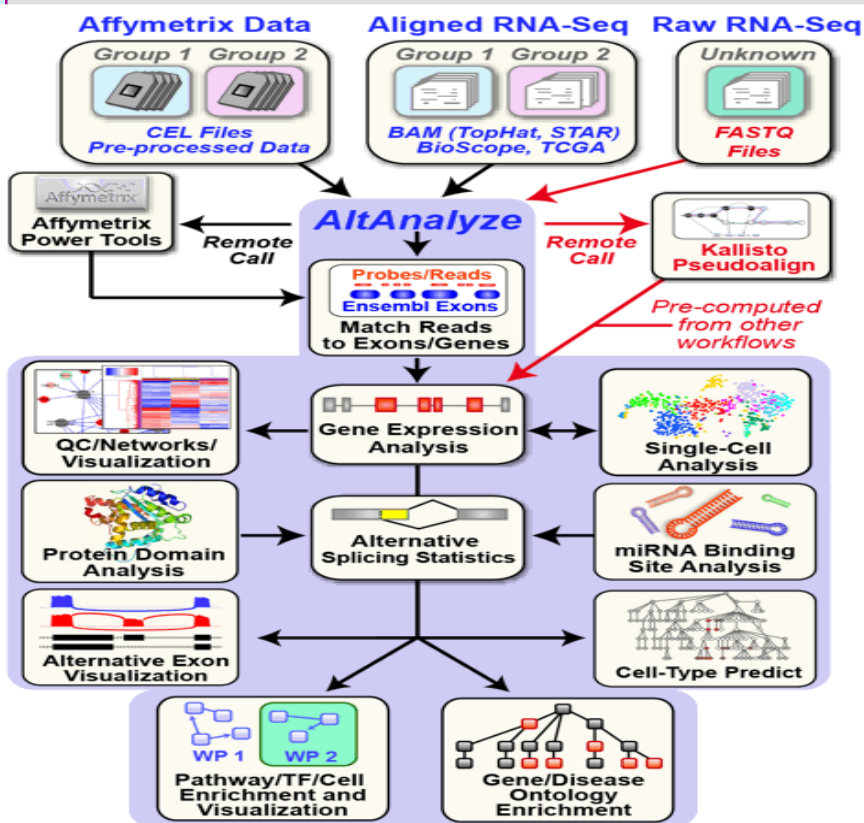 Affymetrix Data
Aligned RNA-Seq
Raw RNA-Seq
Group 1 Group 2
Group 1 Group 2
Unknown
CEL Files
Pre-processed Data
BAM (TopHat, STAR)
BioScope, TCGA
FASTQ
Files
Affymetrix
Affymetrix
Power Tools
Remote
Call
AltAnalyze
Remote
Call
Kallisto
Pseudoalign
Probes/Reads
Ensembl Exons
Match Reads
to Exons/Genes
Pre-computed
from other
workflows
QC/Networks/
Visualization
Gene Expression
Analysis
Single-Cell
Analysis
Protein Domain
Analysis
Alternative
Splicing Statistics
miRNA Binding
Site Analysis
Alternative Exon
Visualization
Cell-Type Predict
WP 1
WP 2
Pathway/TF/Cell
Enrichment and
Visualization
Gene/Disease
Ontology
Enrichment